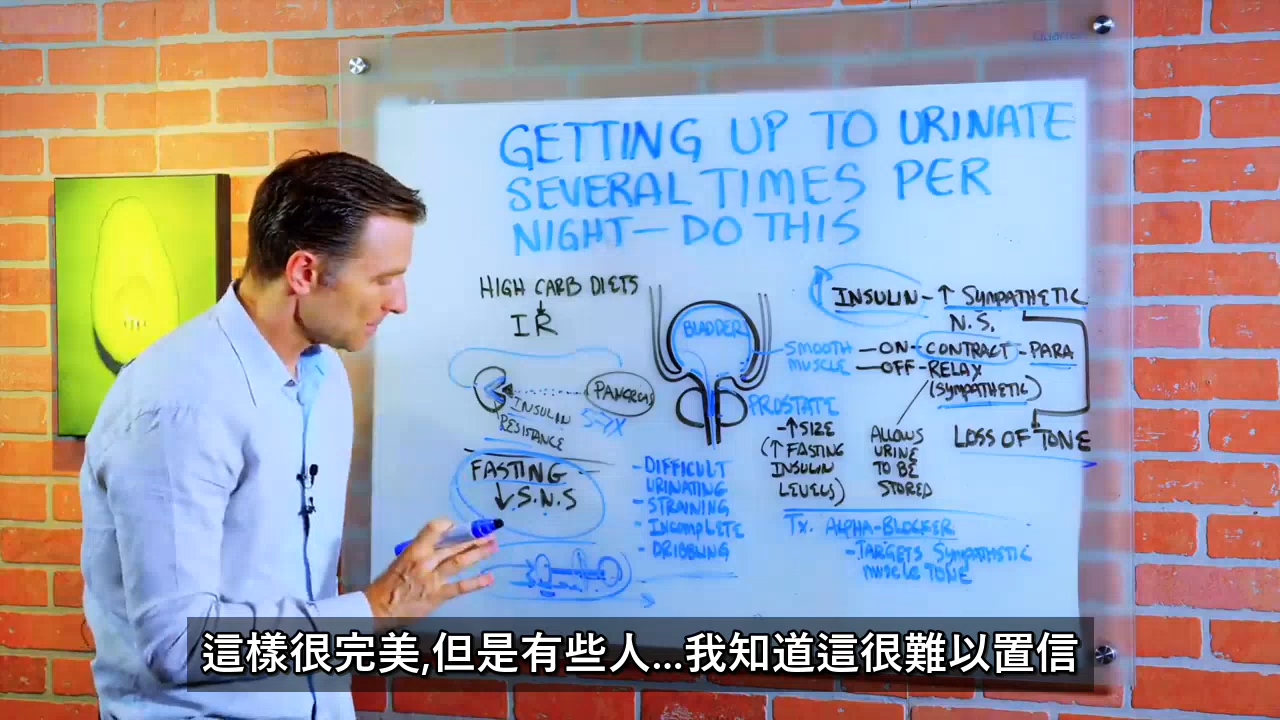 GETTING UP TO URINATE
SEVERAL TIMES PER
NIGHT—DO THIS
HIGH CARB DIETS
IR
PANCREAS
5-7X
INSULIN
RESISTANCE
FASTING
↓S.N.S
BLADDER
SMOOTH
MUSCLE
PROSTATE
-↑SIZE
(↑FASTING
INSULIN
LEVELS)
-DIFFICULT
URINATING
-STRAINING
-INCOMPLETE
-DRIBBLING
↑INSULIN-↑SYMPATHETIC
N.S.
-ON-CONTRACT-PARA
-OFF-RELAX
(SYMPATHETIC)
ALLOWS
URINE
TO BE
STORED
LOSS OF TONE
Tx. ALPHA-BLOCKER
-TARGETS SYMPATHETIC
MUSCLE TONE
這樣很完美,但是有些人...我知道這很難以置信